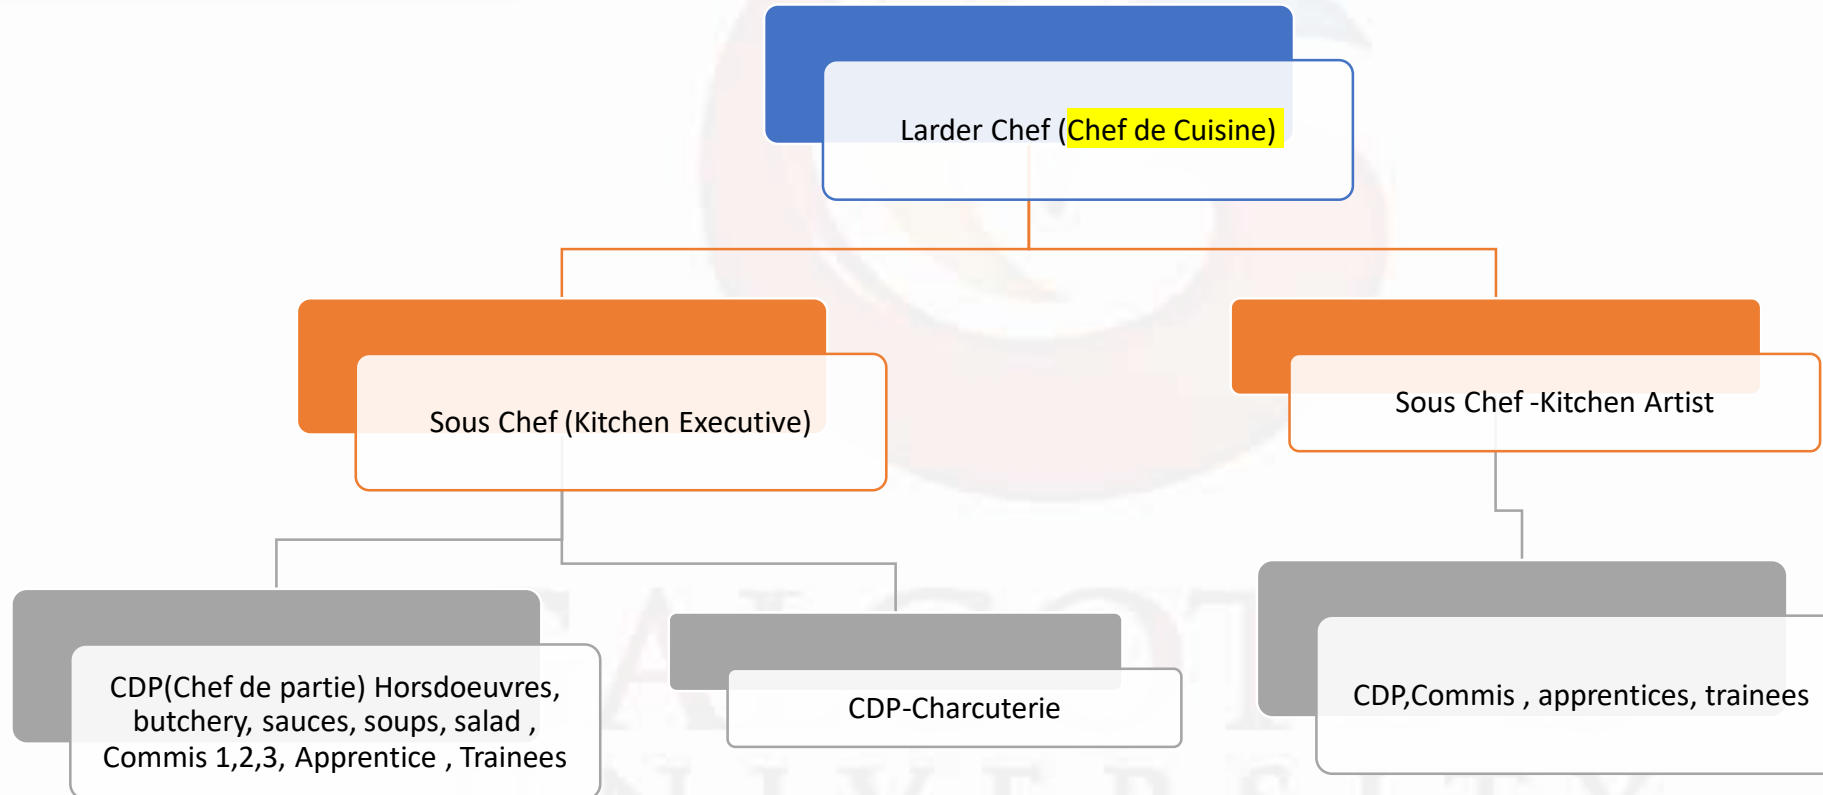 Larder Chef (Chef de Cuisine)
Sous Chef (Kitchen Executive)
Sous Chef -Kitchen Artist
CDP(Chef de partie) Horsdoeuvres,
butchery, sauces, soups, salad ,
Commis 1,2,3, Apprentice , Trainees
CDP-Charcuterie
CDP,Commis , apprentices, trainees
UNIVERSITY